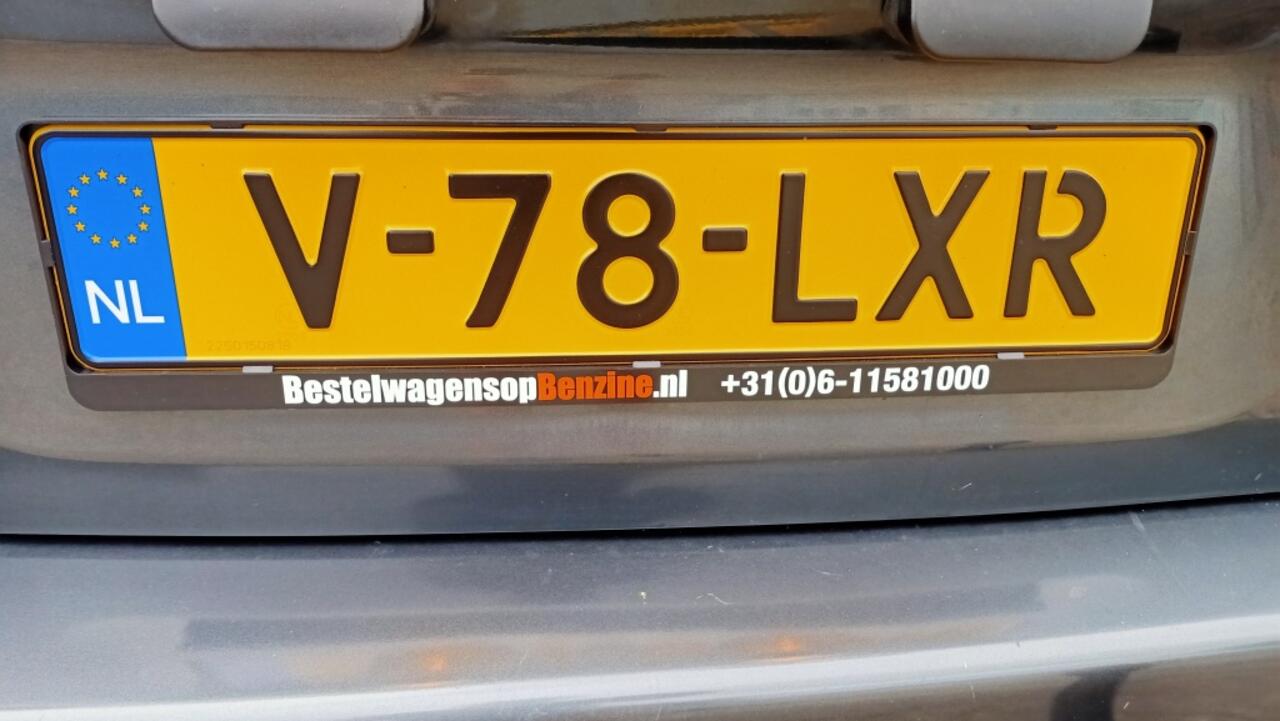 NL V-78-LXR
BestelwagensopBenzine.nl +31(0)6-11581000